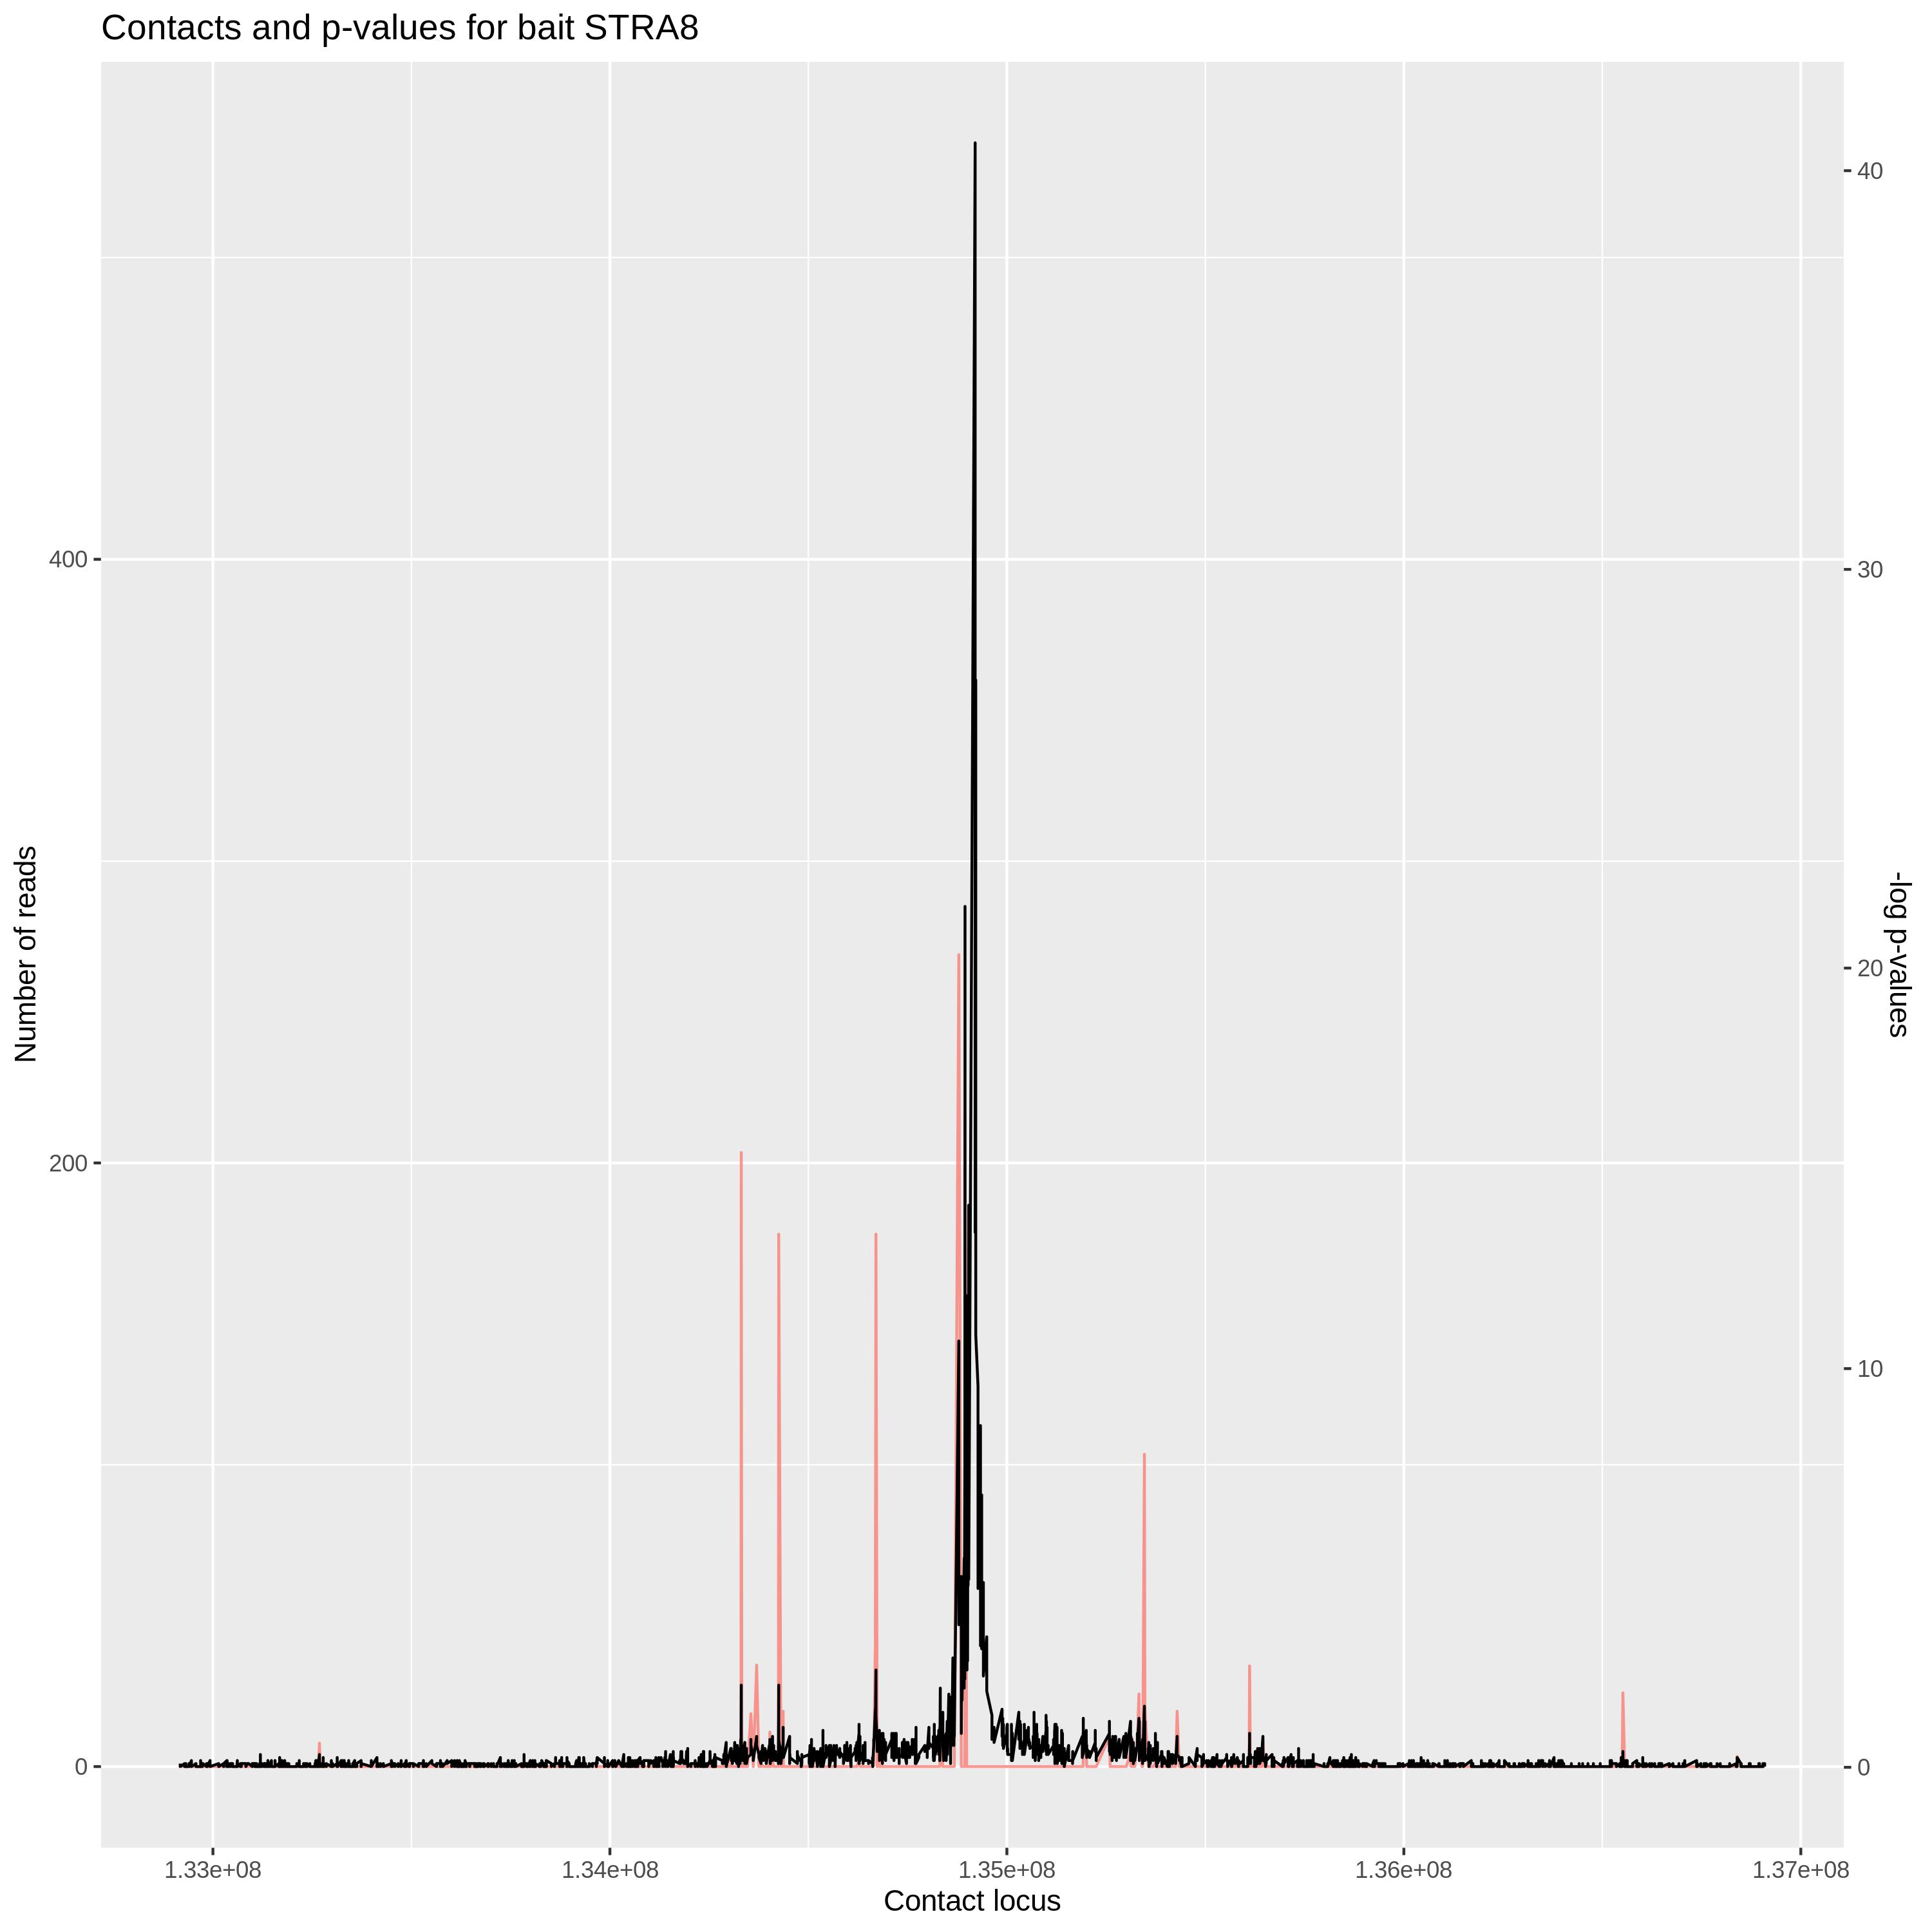 Contacts and p-values for bait STRA8
40
400
30
Number of reads
-log p-values
20
200
10
0
0
1.33e+08
1.34e+08
1.35e+08
1.36e+08
1.37e+08
Contact locus